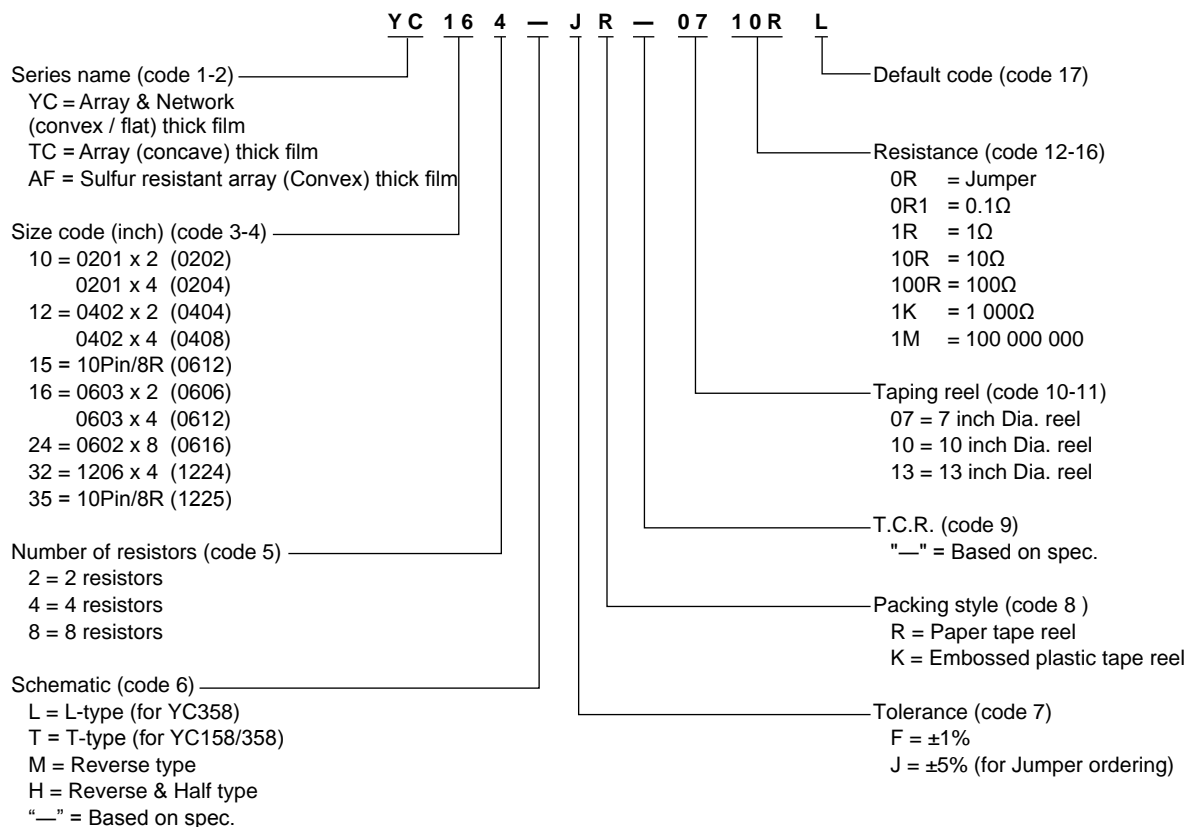 YC 16 4 — J R — 07 10R L
Series name (code 1-2)
YC = Array & Network
(convex / flat) thick film
TC = Array (concave) thick film
AF = Sulfur resistant array (Convex) thick film
Size code (inch) (code 3-4)
10 = 0201 x 2 (0202)
0201 x 4 (0204)
12 = 0402 x 2 (0404)
0402 x 4 (0408)
15 = 10Pin/8R (0612)
16 = 0603 x 2 (0606)
0603 x 4 (0612)
24 = 0602 x 8 (0616)
32 = 1206 x 4 (1224)
35 = 10Pin/8R (1225)
Number of resistors (code 5)
2 = 2 resistors
4 = 4 resistors
8 = 8 resistors
Schematic (code 6)
L = L-type (for YC358)
T = T-type (for YC158/358)
M = Reverse type
H = Reverse & Half type
“—” = Based on spec.
Default code (code 17)
Resistance (code 12-16)
0R = Jumper
0R1 = 0.1Ω
1R = 1Ω
10R = 10Ω
100R = 100Ω
1K = 1 000Ω
1M = 100 000 000
Taping reel (code 10-11)
07 = 7 inch Dia. reel
10 = 10 inch Dia. reel
13 = 13 inch Dia. reel
T.C.R. (code 9)
"—" = Based on spec.
Packing style (code 8 )
R = Paper tape reel
K = Embossed plastic tape reel
Tolerance (code 7)
F = ±1%
J = ±5% (for Jumper ordering)